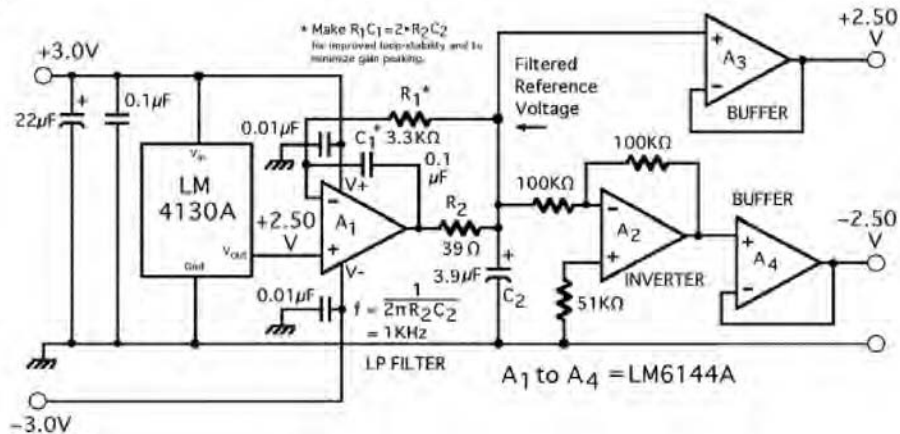 * Make R1C1=2•R2C2
for improved loop-stability and to
minimize gain peaking.
+3.0V
22µF
+
0.1µF
0.01µF
R1*
3.3KΩ
C1*
0.1
µF
Filtered
Reference
Voltage
+
A3
-
BUFFER
+2.50
V
Vin
LM
4130A
Vout
Gnd
+2.50
V
V+
-
A1
+
V-
R2
39Ω
100KΩ
100KΩ
-
A2
+
INVERTER
BUFFER
+
A4
-
-2.50
V
0.01µF
f = 1/2πR2C2
= 1KHz
LP FILTER
+
3.9µF
C2
51KΩ
A1 to A4 = LM6144A
-3.0V